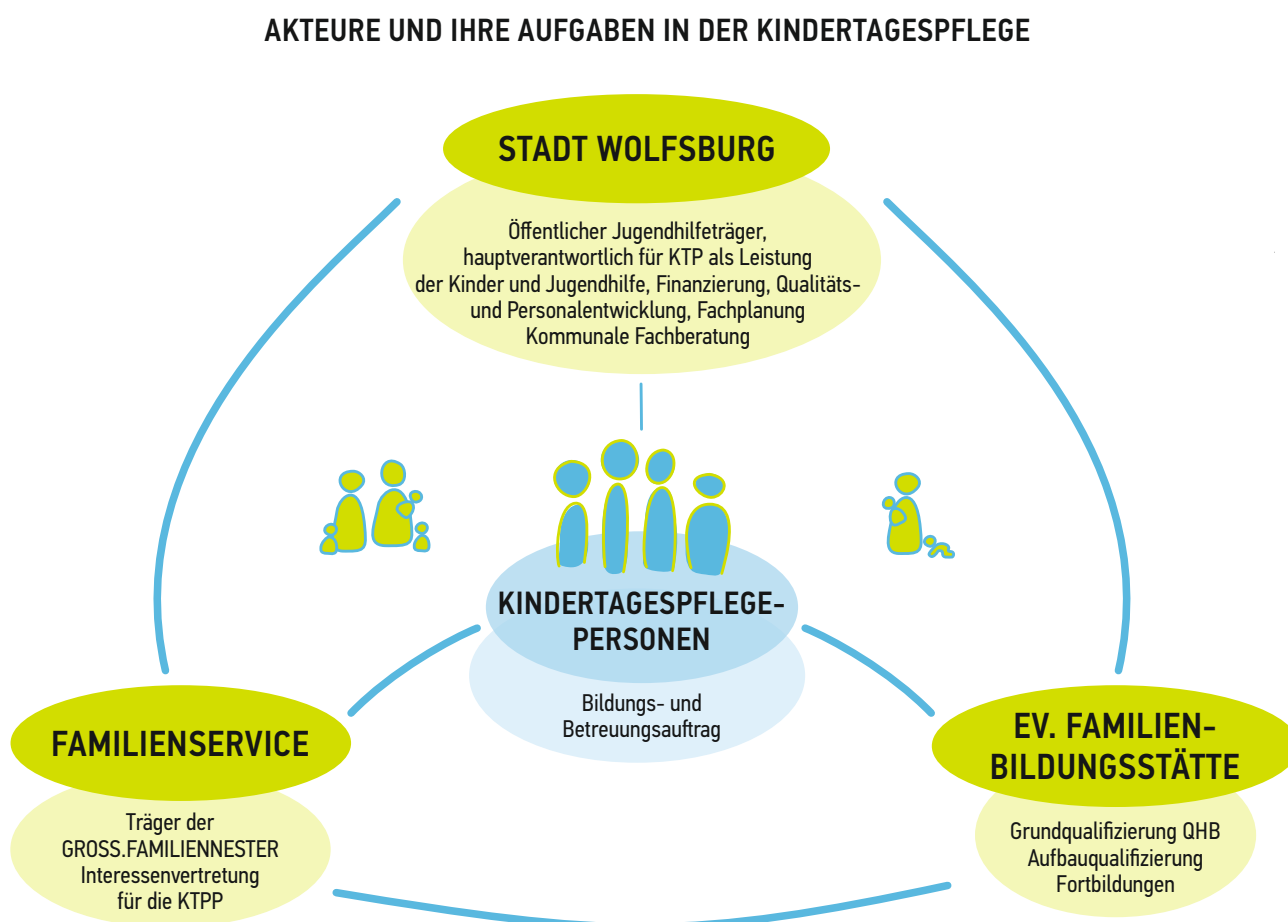 AKTEURE UND IHRE AUFGABEN IN DER KINDERTAGESPFLEGE
STADT WOLFSBURG
Öffentlicher Jugendhilfeträger,
hauptverantwortlich für KTP als Leistung
der Kinder und Jugendhilfe, Finanzierung, Qualitäts-
und Personalentwicklung, Fachplanung
Kommunale Fachberatung
KINDERTAGESPFLEGE-
PERSONEN
Bildungs- und
Betreuungsauftrag
FAMILIENSERVICE
Träger der
GROSS.FAMILIENNESTER
Interessenvertretung
für die KTPP
EV. FAMILIEN-
BILDUNGSSTÄTTE
Grundqualifizierung QHB
Aufbauqualifizierung
Fortbildungen